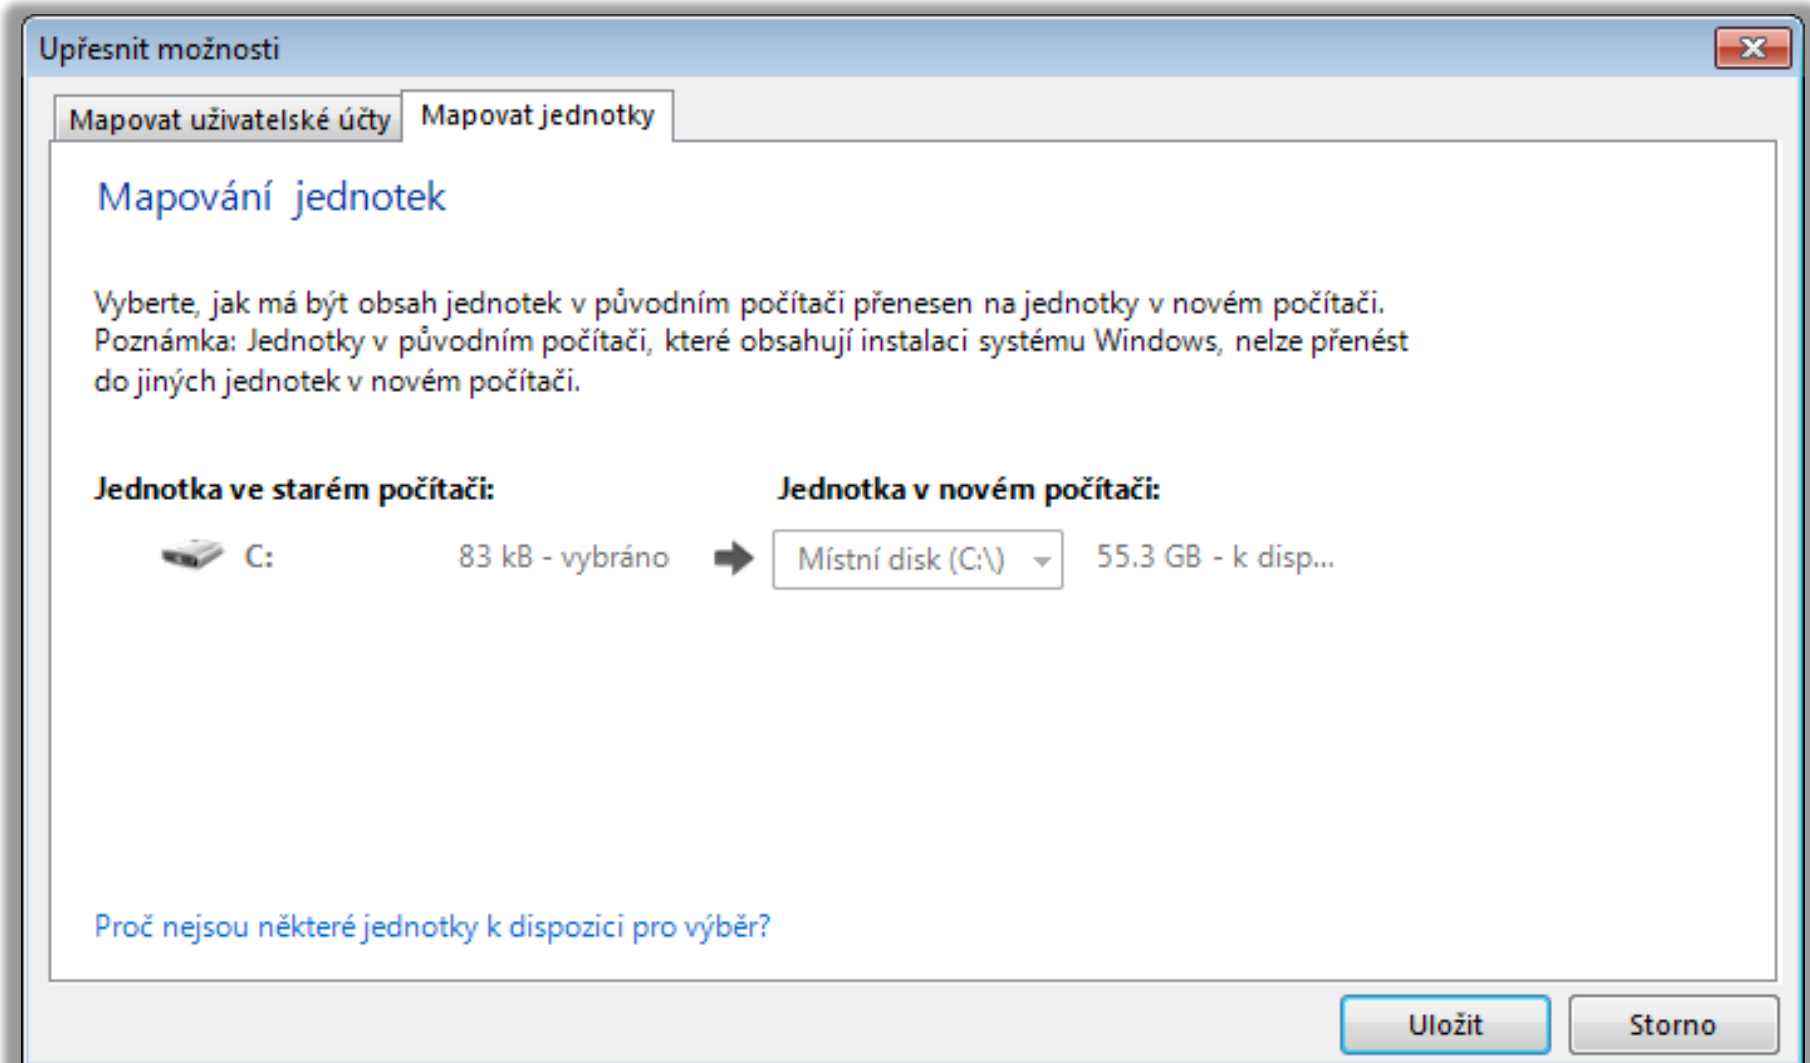 Upřesnit možnosti
Mapovat uživatelské účty
Mapovat jednotky
Mapování jednotek
Vyberte, jak má být obsah jednotek v původním počítači přenesen na jednotky v novém počítači.
Poznámka: Jednotky v původním počítači, které obsahují instalaci systému Windows, nelze přenést
do jiných jednotek v novém počítači.
Jednotka ve starém počítači:
Jednotka v novém počítači:
C:
83 kB - vybráno
Místní disk (C:\)
55.3 GB - k disp...
Proč nejsou některé jednotky k dispozici pro výběr?
Uložit
Storno